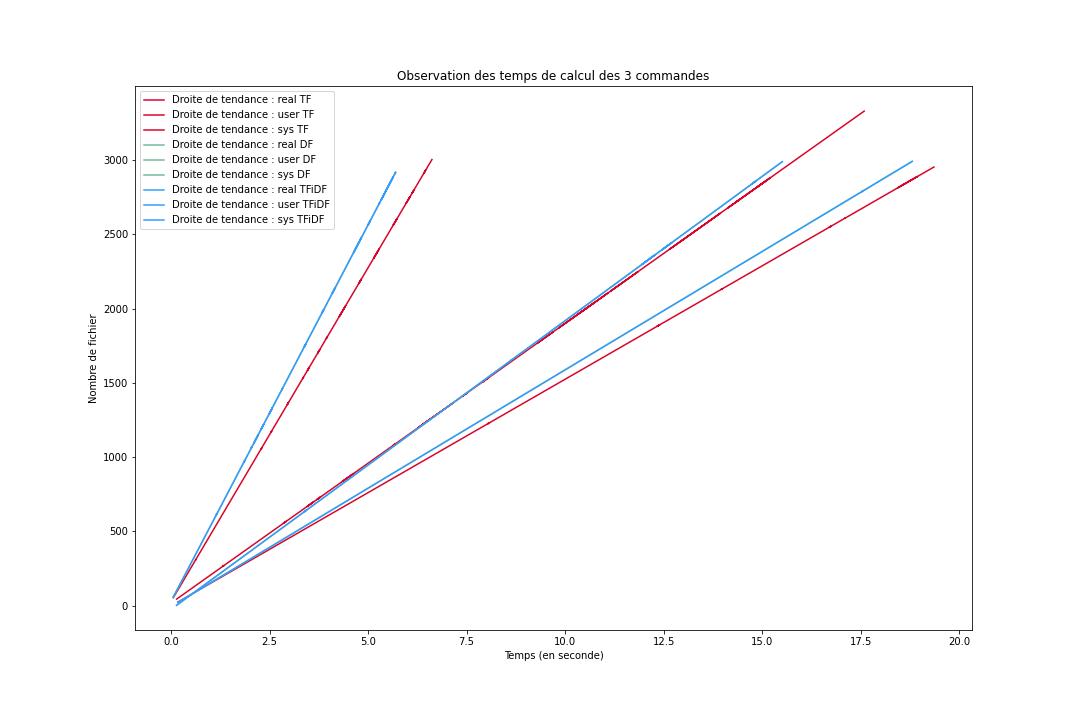 Observation des temps de calcul des 3 commandes
Droite de tendance : real TF
Droite de tendance : user TF
Droite de tendance : sys TF
Droite de tendance : real DF
Droite de tendance : user DF
Droite de tendance : sys DF
Droite de tendance : real TFiDF
Droite de tendance : user TFiDF
Droite de tendance : sys TFiDF
3000
2500
2000
1500
1000
500
0
Nombre de fichier
0.0 2.5 5.0 7.5 10.0 12.5 15.0 17.5 20.0
Temps (en seconde)